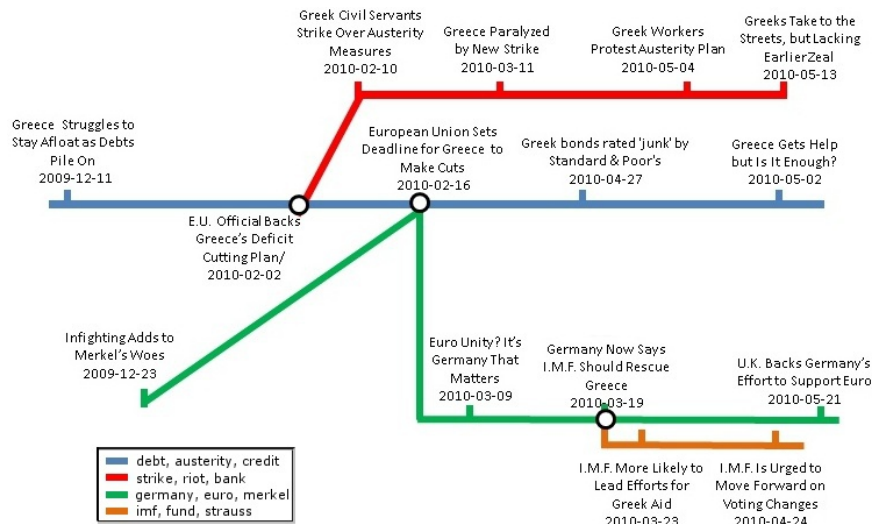 Greek Civil Servants
Strike Over Austerity
Measures
2010-02-10
Greece Paralyzed
by New Strike
2010-03-11
Greek Workers
Protest Austerity Plan
2010-05-04
Greeks Take to the
Streets, but Lacking
EarlierZeal
2010-05-13
Greece Struggles to
Stay Afloat as Debts
Pile On
2009-12-11
European Union Sets
Deadline for Greece to
Make Cuts
2010-02-16
Greek bonds rated 'junk' by
Standard & Poor's
2010-04-27
Greece Gets Help
but Is It Enough?
2010-05-02
E.U. Official Backs
Greece's Deficit
Cutting Plan/
2010-02-02
Infighting Adds to
Merkel's Woes
2009-12-23
Euro Unity? It's
Germany That
Matters
2010-03-09
Germany Now Says
I.M.F. Should Rescue
Greece
2010-03-19
U.K. Backs Germany's
Effort to Support Euro
2010-05-21
debt, austerity, credit
strike, riot, bank
germany, euro, merkel
imf, fund, strauss
I.M.F. More Likely to
Lead Efforts for
Greek Aid
2010-03-23
I.M.F. Is Urged to
Move Forward on
Voting Changes
2010-04-24